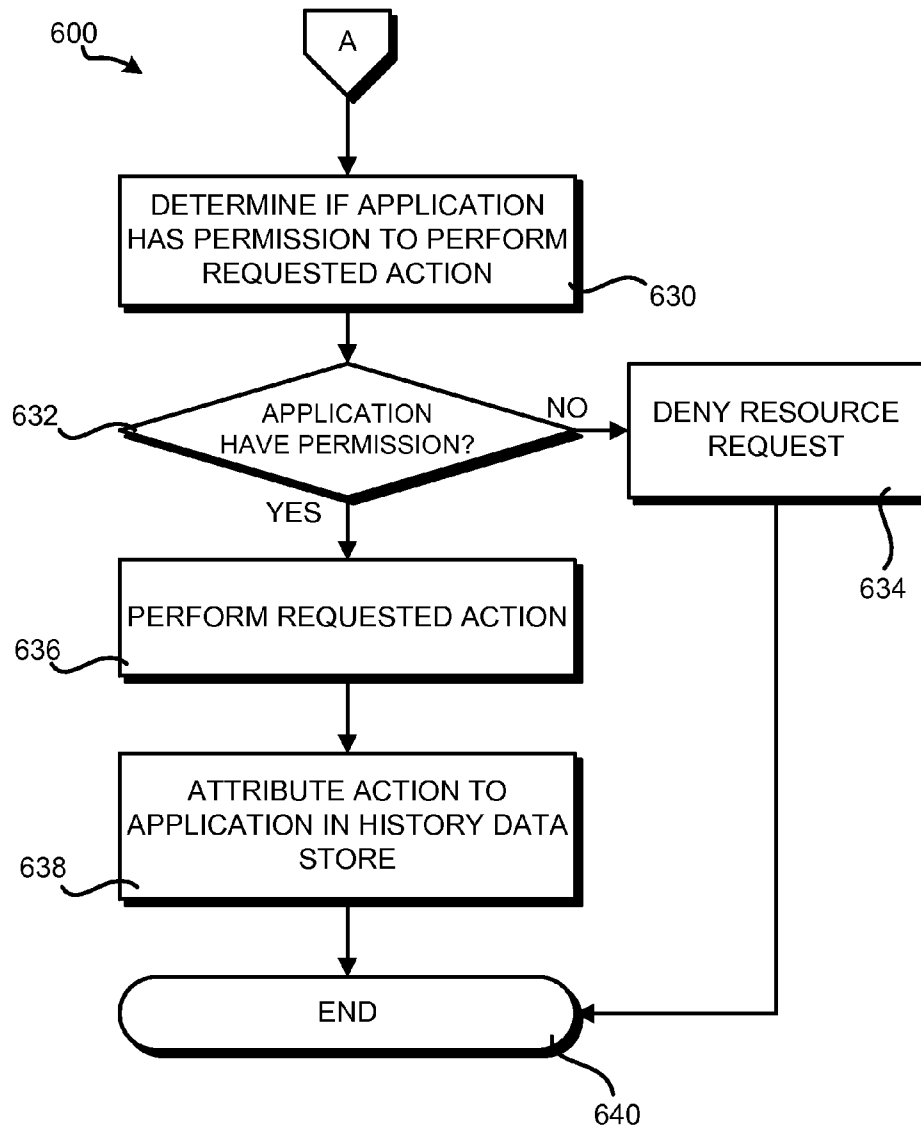 600
A
DETERMINE IF APPLICATION
HAS PERMISSION TO PERFORM
REQUESTED ACTION
630
632
APPLICATION
HAVE PERMISSION?
NO
DENY RESOURCE
REQUEST
634
YES
PERFORM REQUESTED ACTION
636
ATTRIBUTE ACTION TO
APPLICATION IN HISTORY DATA
STORE
638
END
640